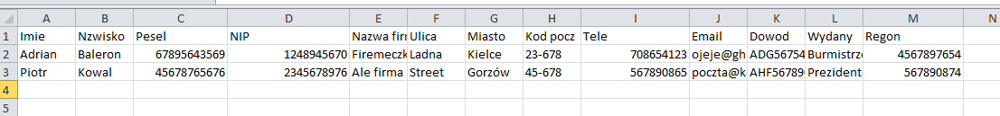 A B C D E F G H I J K L M N
1 Imie Nzwisko Pesel NIP Nazwa firm Ulica Miasto Kod pocz Tele Email Dowod Wydany Regon
2 Adrian Baleron 67895643569 1248945670 Firemeczk Ladna Kielce 23-678 708654123 ojeje@gh ADG56754 Burmistrz 4567897654
3 Piotr Kowal 45678765676 2345678976 Ale firma Street Gorzów 45-678 567890865 poczta@k AHF56789 Prezident 567890874
4
5